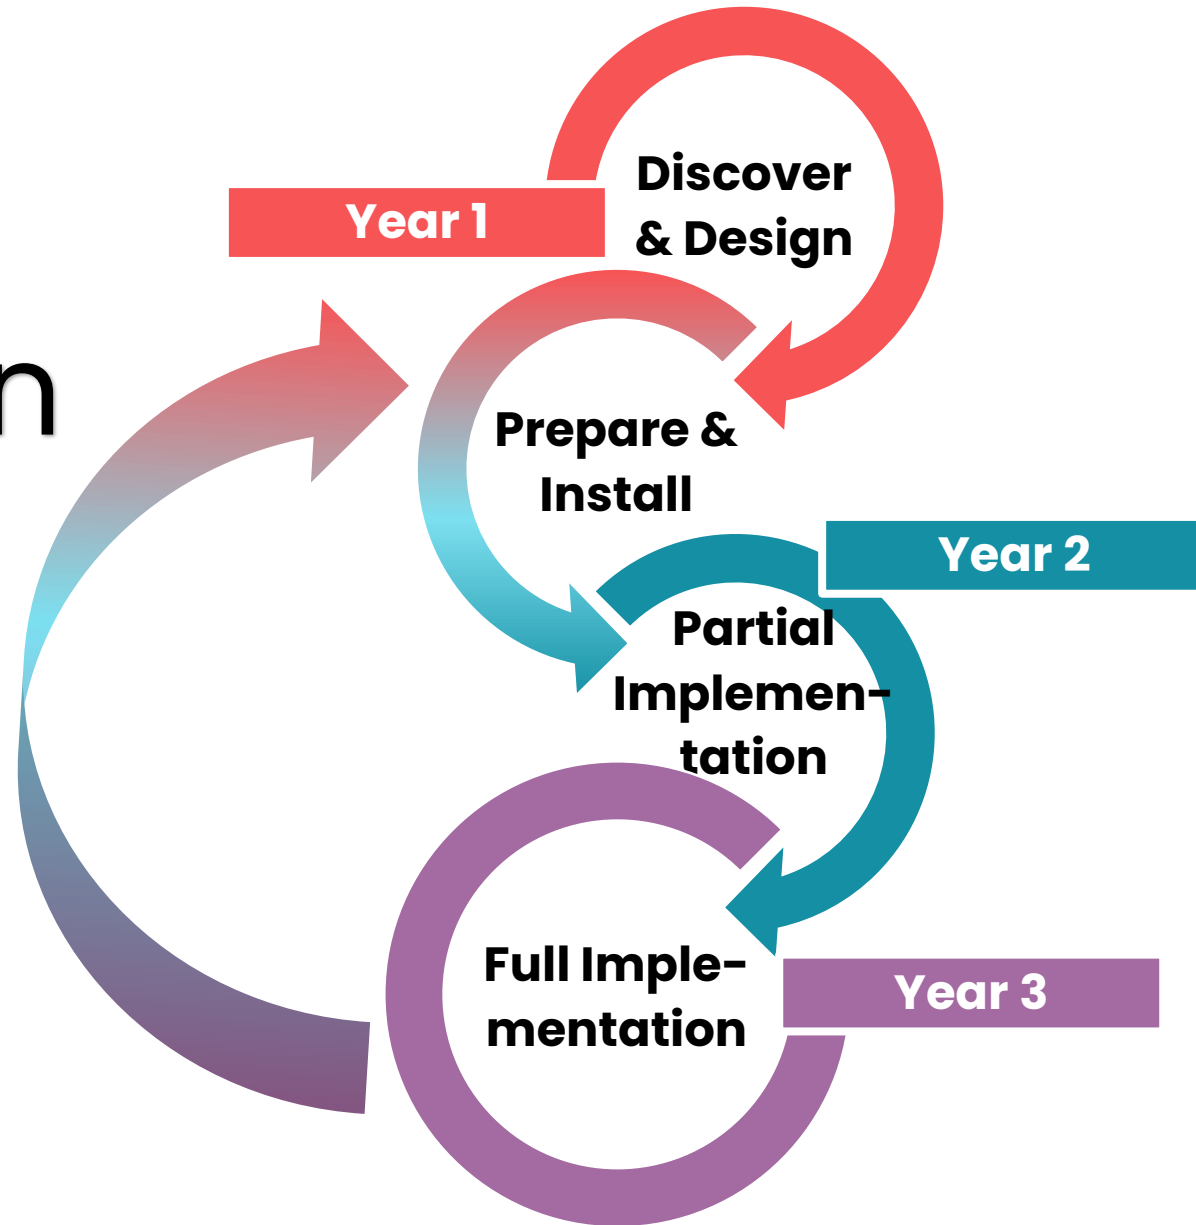 Discover
& Design
Year 1
n
Prepare &
Install
Year 2
Partial
Implemen-
tation
Full Imple-
mentation
Year 3